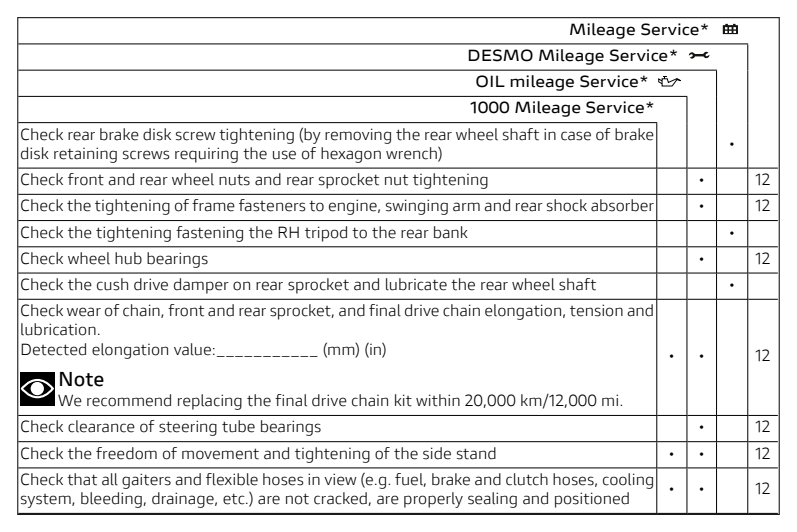 Mileage Service*
DESMO Mileage Service*
OIL mileage Service*
1000 Mileage Service*
Check rear brake disk screw tightening (by removing the rear wheel shaft in case of brake
disk retaining screws requiring the use of hexagon wrench) •
Check front and rear wheel nuts and rear sprocket nut tightening • 12
Check the tightening of frame fasteners to engine, swinging arm and rear shock absorber • 12
Check the tightening fastening the RH tripod to the rear bank •
Check wheel hub bearings • 12
Check the cush drive damper on rear sprocket and lubricate the rear wheel shaft •
Check wear of chain, front and rear sprocket, and final drive chain elongation, tension and
lubrication.
Detected elongation value:___________ (mm) (in) • • 12
Note
We recommend replacing the final drive chain kit within 20,000 km/12,000 mi.
Check clearance of steering tube bearings • 12
Check the freedom of movement and tightening of the side stand • • 12
Check that all gaiters and flexible hoses in view (e.g. fuel, brake and clutch hoses, cooling
system, bleeding, drainage, etc.) are not cracked, are properly sealing and positioned • • 12